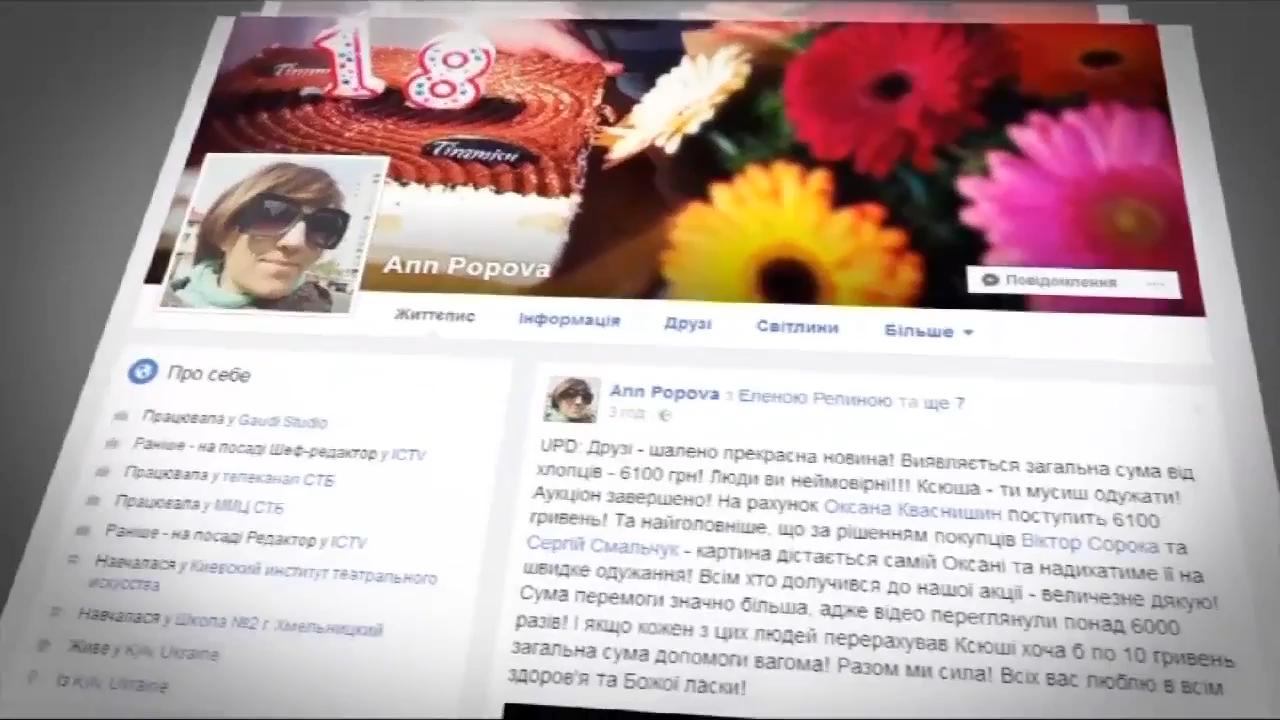 18
Tiramisu
Ann Popova
Повідомлення
Життєпис Інформація Друзі Світлини Більше
Про себе
Працювала у Gaudi Studio
Раніше - на посаді Шеф-редактор у ICTV
Працювала у телеканал СТБ
Працювала у ММЦ СТБ
Раніше - на посаді Редактор у ICTV
Навчалася у Киевский институт театрального
искусства
Навчалася у Школа №2 г. Хмельницкий
Живе у Kyiv, Ukraine
Із Kyiv, Ukraine
Ann Popova з Еленою Репиною та ще 7
3 год
UPD: Друзі - шалено прекрасна новина! Виявляється загальна сума від
хлопців - 6100 грн! Люди ви неймовірні!!! Ксюша - ти мусиш одужати!
Аукціон завершено! На рахунок Оксана Кваснишин поступить 6100
гривень! Та найголовніше, що за рішенням покупців Віктор Сорока та
Сергій Смальчук - картина дістається самій Оксані та надихатиме її на
швидке одужання! Всім хто долучився до нашої акції - величезне дякую!
Сума перемоги значно більша, адже відео переглянули понад 6000
разів! І якщо кожен з цих людей перерахував Ксюші хоча б по 10 гривень
загальна сума допомоги вагома! Разом ми сила! Всіх вас люблю в всім
здоров'я та Божої ласки!